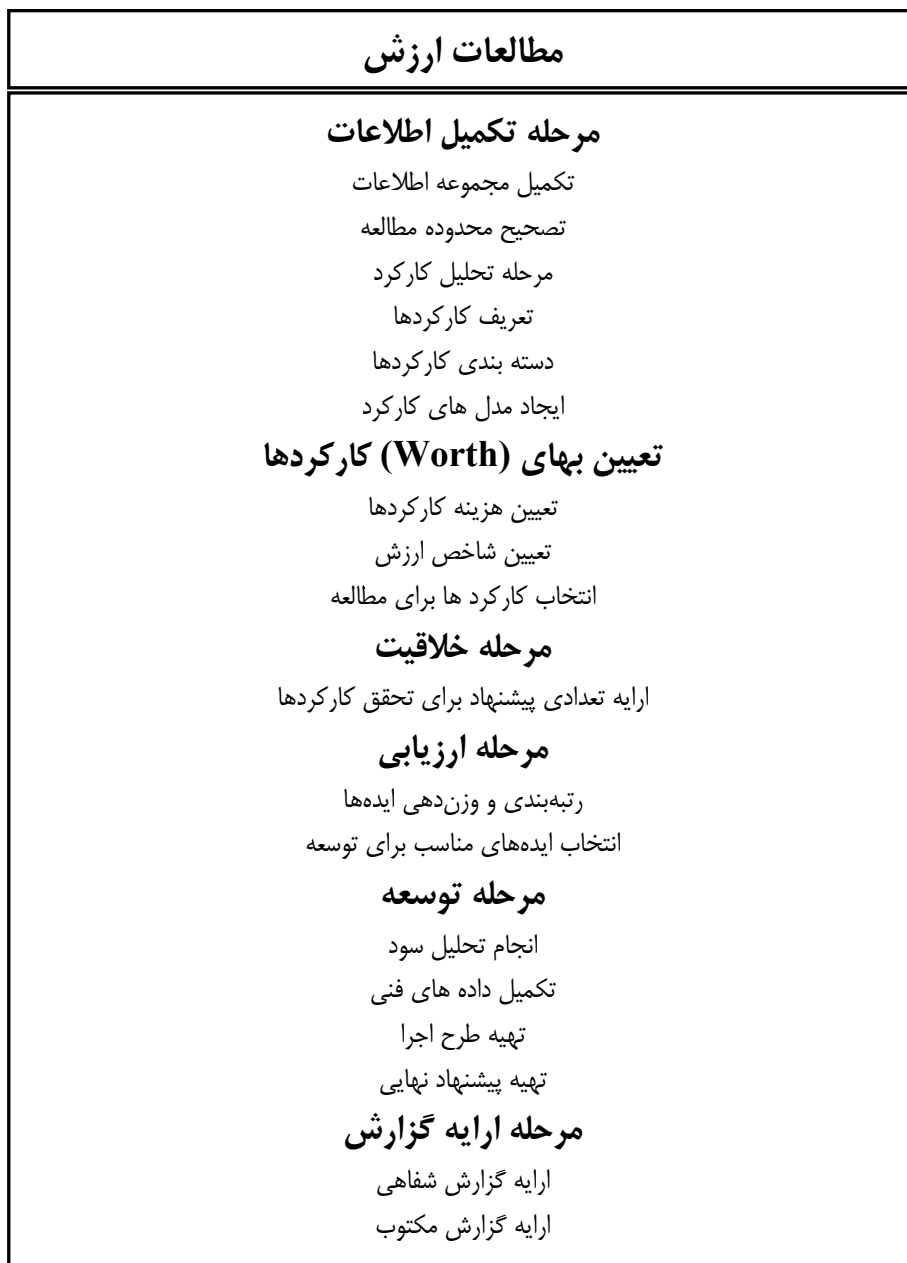 مطالعات ارزش
مرحله تکمیل اطلاعات
تکمیل مجموعه اطلاعات
تصحیح محدوده مطالعه
مرحله تحلیل کارکرد
تعریف کارکردها
دسته بندی کارکردها
ایجاد مدل های کارکرد
تعیین بهای (Worth) کارکردها
تعیین هزینه کارکردها
تعیین شاخص ارزش
انتخاب کارکرد ها برای مطالعه
مرحله خلاقیت
ارایه تعدادی پیشنهاد برای تحقق کارکردها
مرحله ارزیابی
رتبه‌بندی و وزن‌دهی ایده‌ها
انتخاب ایده‌های مناسب برای توسعه
مرحله توسعه
انجام تحلیل سود
تکمیل داده های فنی
تهیه طرح اجرا
تهیه پیشنهاد نهایی
مرحله ارایه گزارش
ارایه گزارش شفاهی
ارایه گزارش مکتوب